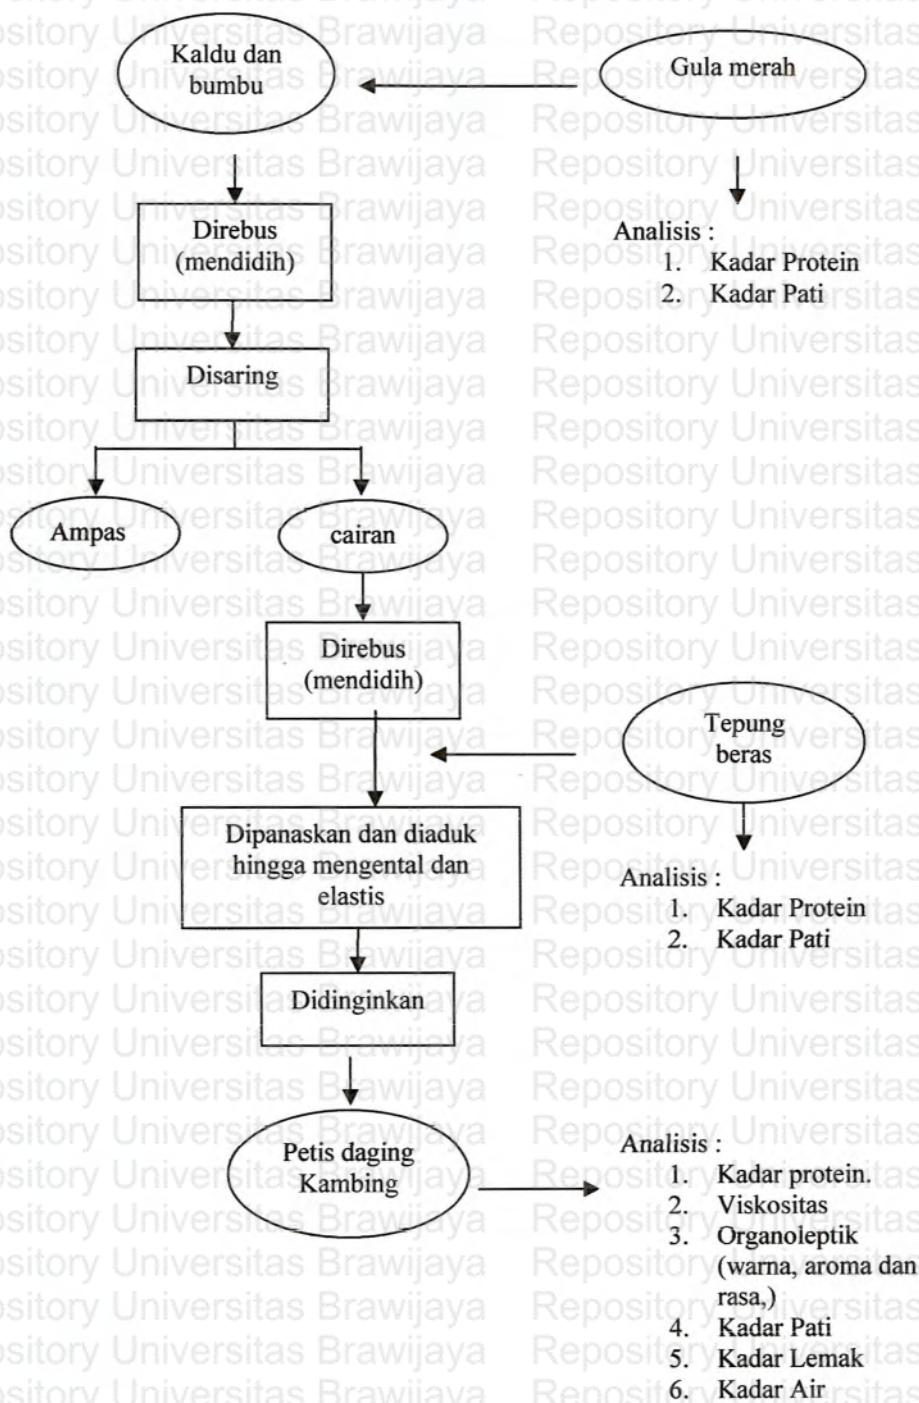 Kaldu dan
bumbu
Gula merah
Direbus
(mendidih)
Analisis :
1. Kadar Protein
2. Kadar Pati
Disaring
Ampas
cairan
Direbus
(mendidih)
Tepung
beras
Dipanaskan dan diaduk
hingga mengental dan
elastis
Analisis :
1. Kadar Protein
2. Kadar Pati
Didinginkan
Petis daging
Kambing
Analisis :
1. Kadar protein.
2. Viskositas
3. Organoleptik
(warna, aroma dan
rasa,)
4. Kadar Pati
5. Kadar Lemak
6. Kadar Air
Repository Universitas Brawijaya